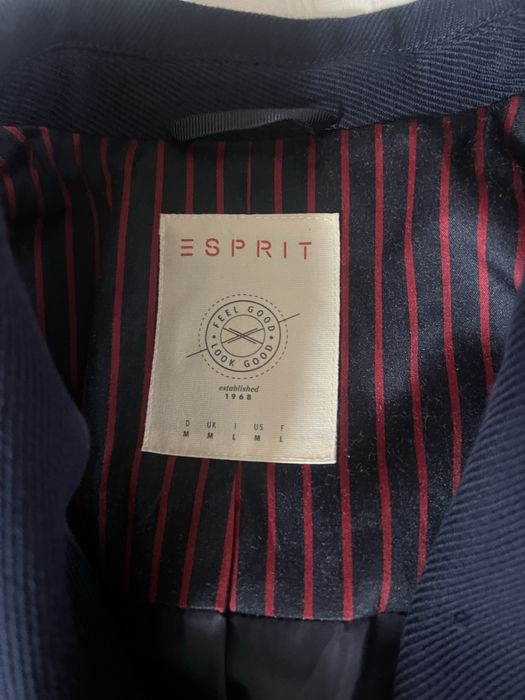 ESPRIT
FEEL GOOD
LOOK GOOD
established
1968
D UK I US F
M M L M L